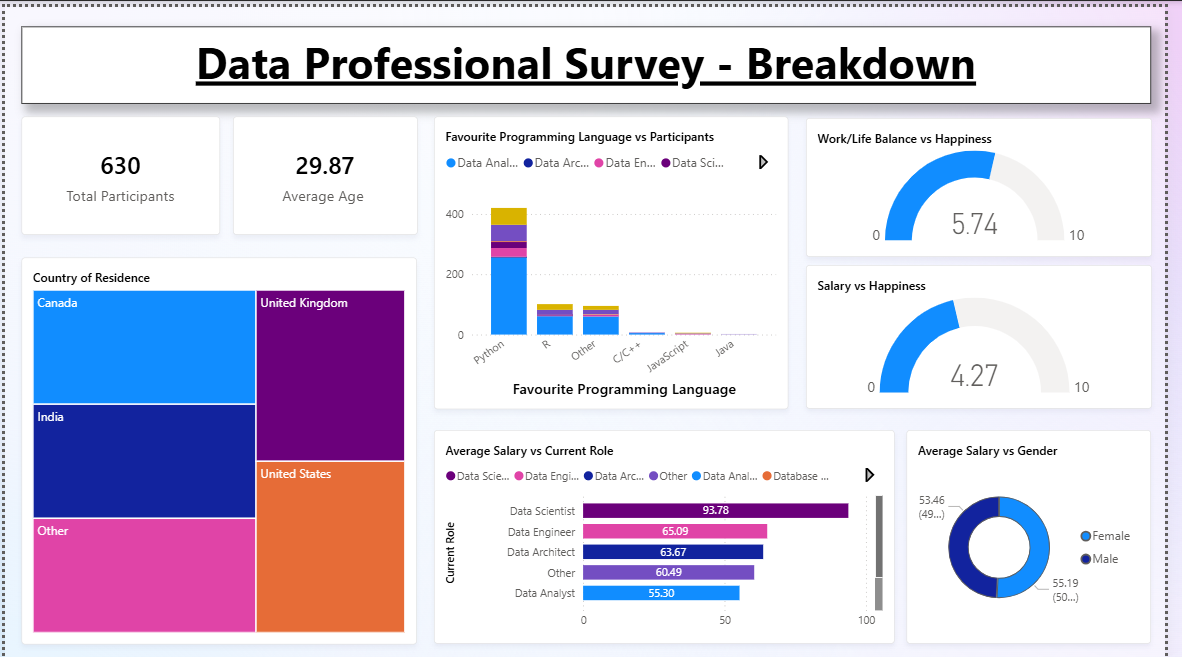 Data Professional Survey - Breakdown
630
Total Participants
29.87
Average Age
Country of Residence
Canada
United Kingdom
India
United States
Other
Favourite Programming Language vs Participants
Data Anal... Data Arc... Data En... Data Sci...
400
200
0
Python R Other C/C++ JavaScript Java
Favourite Programming Language
Work/Life Balance vs Happiness
5.74
0 10
Salary vs Happiness
4.27
0 10
Average Salary vs Current Role
Data Scie... Data Engi... Data Arc... Other Data Anal... Database ...
Current Role
Data Scientist 93.78
Data Engineer 65.09
Data Architect 63.67
Other 60.49
Data Analyst 55.30
0 50 100
Average Salary vs Gender
53.46
(49...)
Female
Male
55.19
(50...)